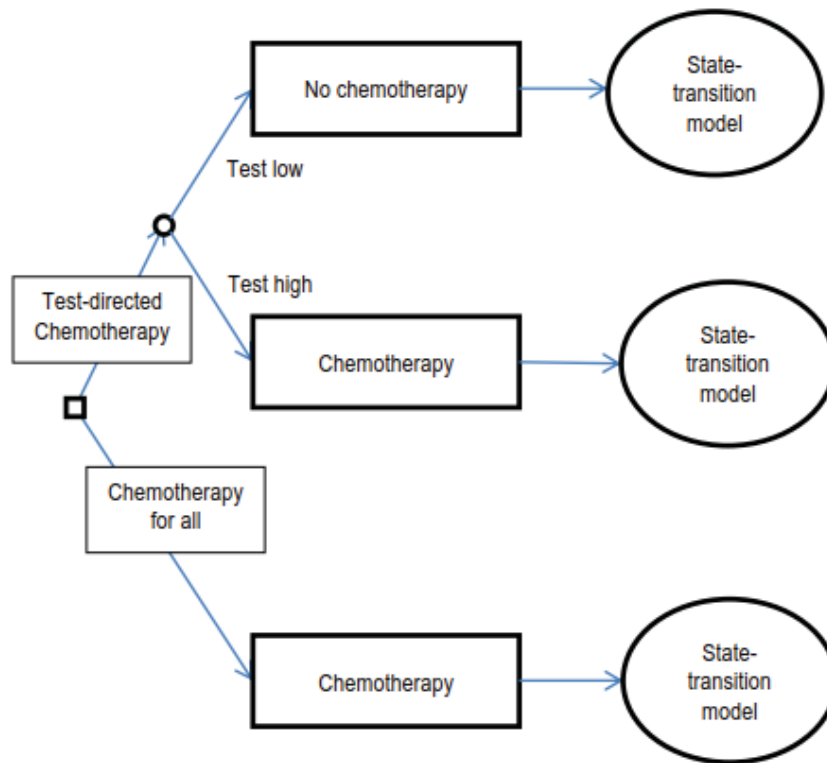 No chemotherapy
State-
transition
model
Test low
Test high
Test-directed
Chemotherapy
Chemotherapy
State-
transition
model
Chemotherapy
for all
Chemotherapy
State-
transition
model